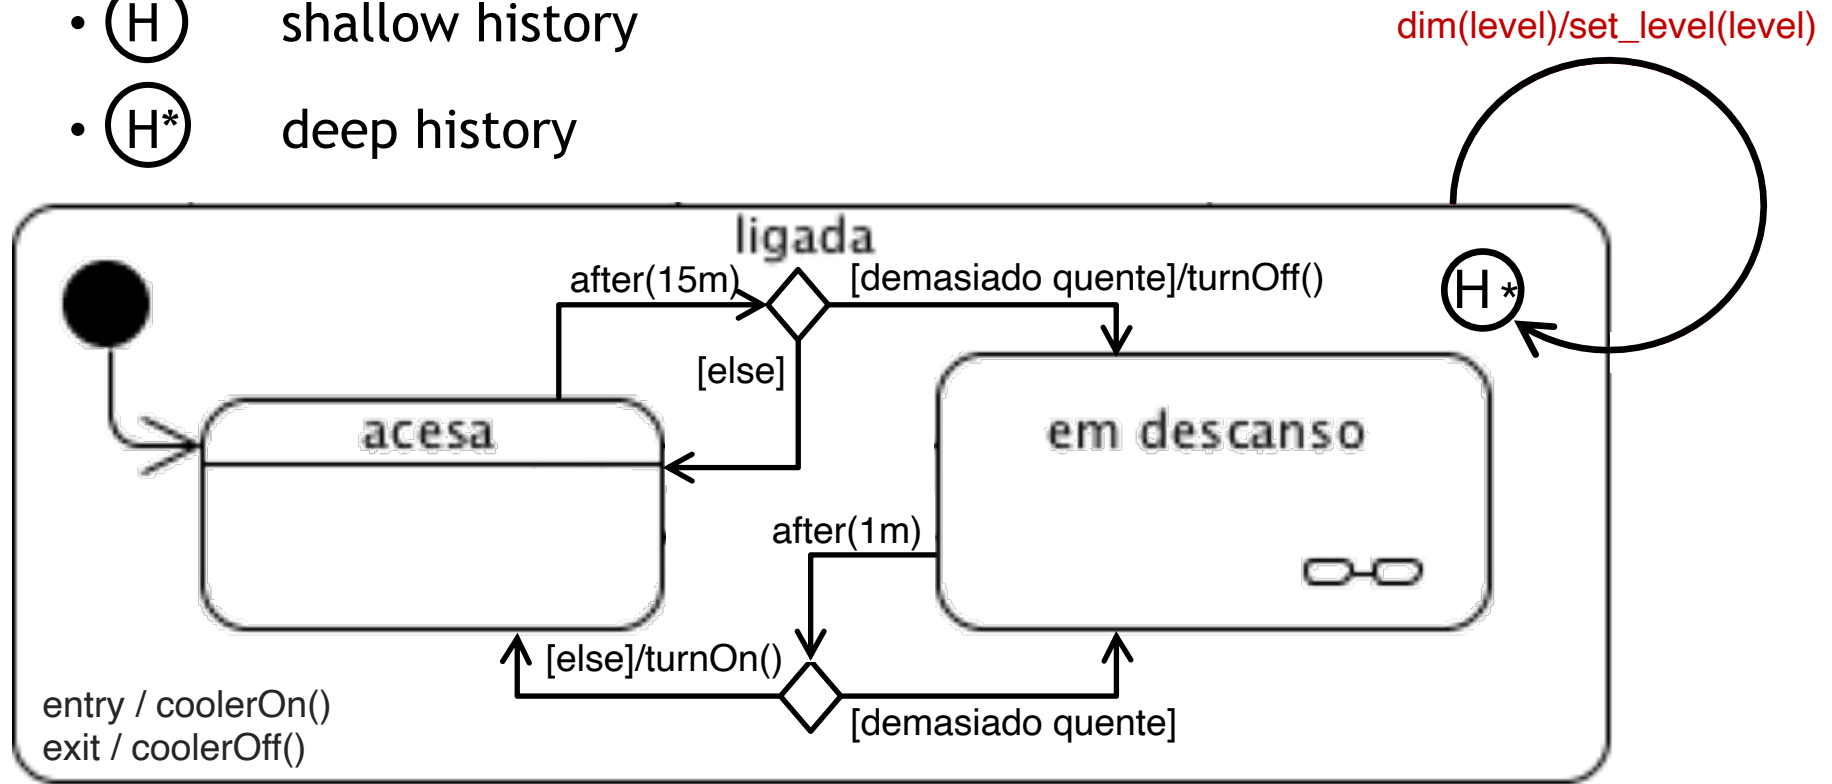 • H shallow history
dim(level)/set_level(level)
• H* deep history
ligada
after(15m)
[demasiado quente]/turnOff()
H *
[else]
acesa
em descanso
after(1m)
[else]/turnOn()
[demasiado quente]
entry / coolerOn()
exit / coolerOff()